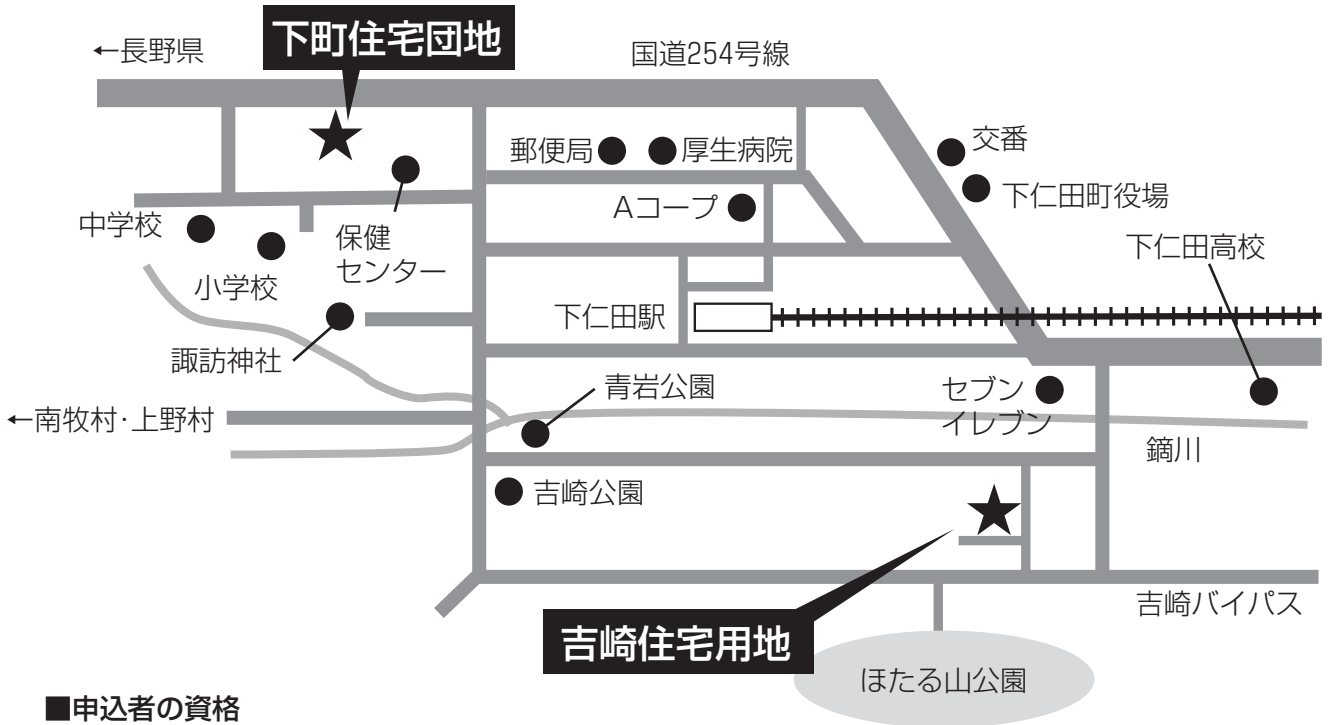 下町住宅団地
←長野県
国道254号線
郵便局
厚生病院
交番
Aコープ
下仁田町役場
中学校
保健
センター
下仁田高校
小学校
下仁田駅
諏訪神社
青岩公園
セブン
イレブン
←南牧村・上野村
鏑川
吉崎公園
吉崎バイパス
吉崎住宅用地
ほたる山公園
■申込者の資格